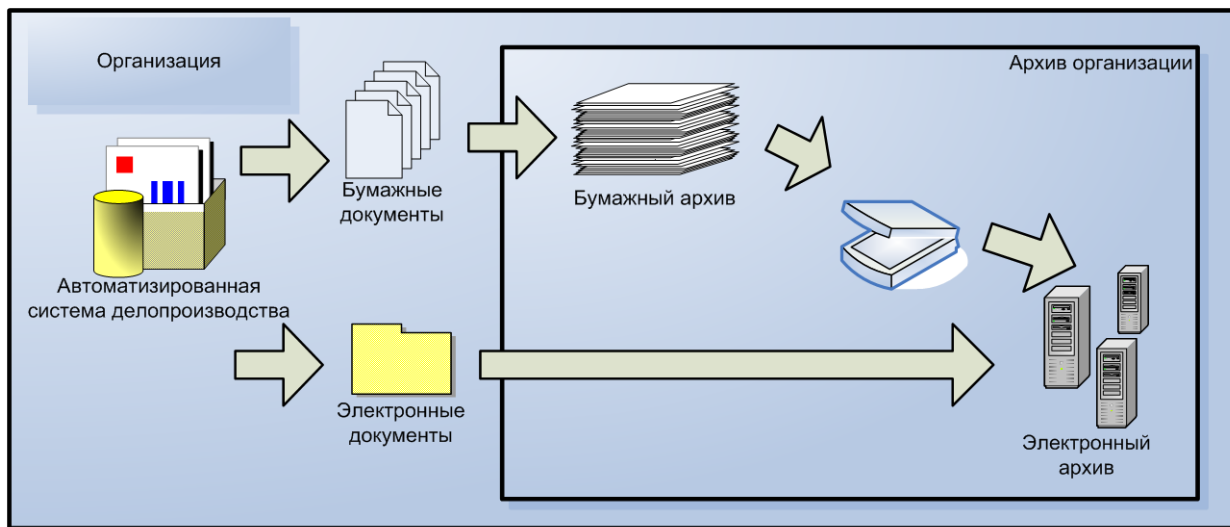 Организация
Архив организации
Бумажные
документы
Бумажный архив
Автоматизированная
система делопроизводства
Электронные
документы
Электронный
архив